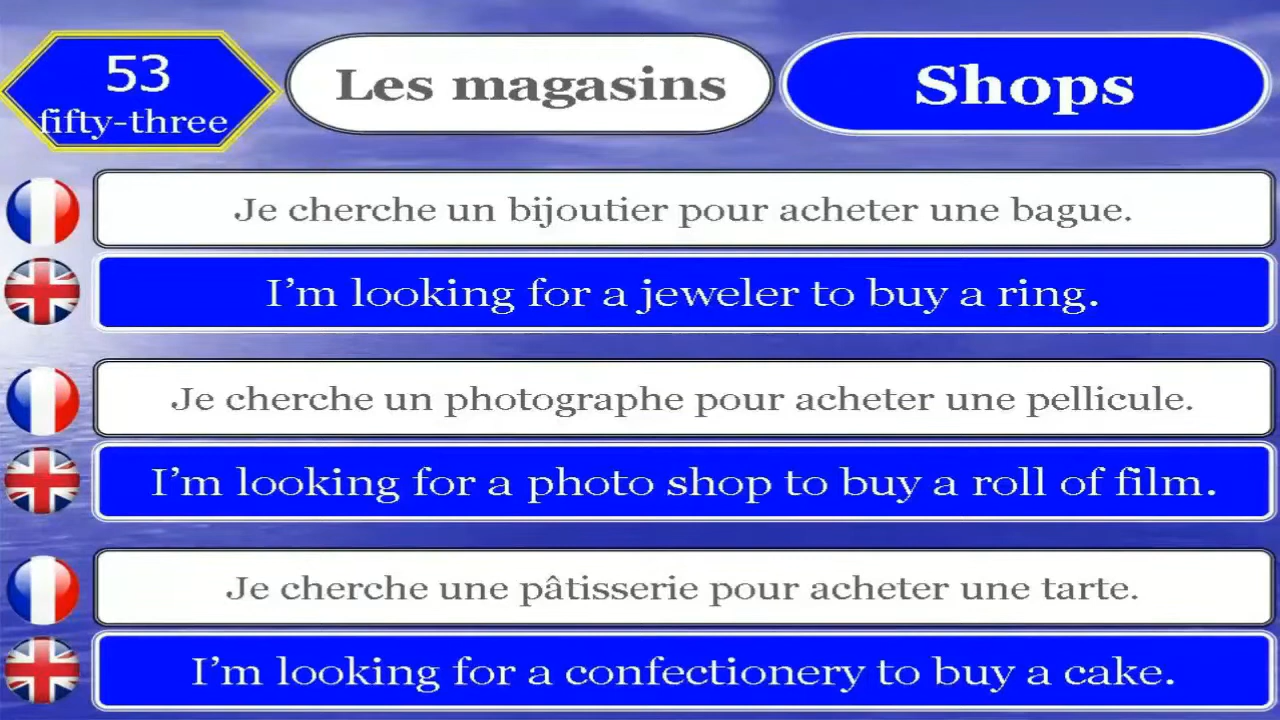 53
fifty-three
Les magasins
Shops
Je cherche un bijoutier pour acheter une bague.
I'm looking for a jeweler to buy a ring.
Je cherche un photographe pour acheter une pellicule.
I'm looking for a photo shop to buy a roll of film.
Je cherche une pâtisserie pour acheter une tarte.
I'm looking for a confectionery to buy a cake.